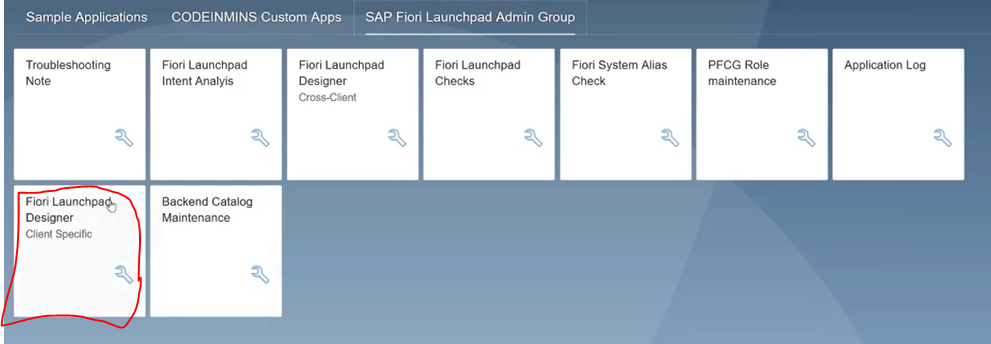 Sample Applications
CODEINMINS Custom Apps
SAP Fiori Launchpad Admin Group
Troubleshooting
Note
Fiori Launchpad
Intent Analyis
Fiori Launchpad
Designer
Cross-Client
Fiori Launchpad
Checks
Fiori System Alias
Check
PFCG Role
maintenance
Application Log
Fiori Launchpad
Designer
Client Specific
Backend Catalog
Maintenance